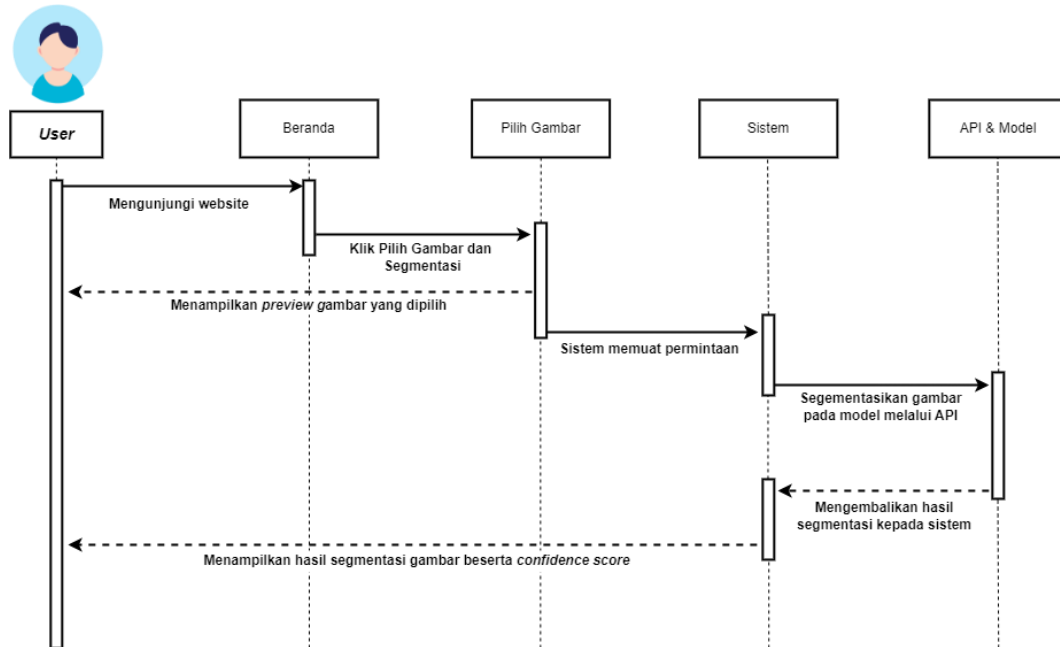 User
Beranda
Pilih Gambar
Sistem
API & Model
Mengunjungi website
Klik Pilih Gambar dan
Segmentasi
Menampilkan preview gambar yang dipilih
Sistem memuat permintaan
Segementasikan gambar
pada model melalui API
Mengembalikan hasil
segmentasi kepada sistem
Menampilkan hasil segmentasi gambar beserta confidence score